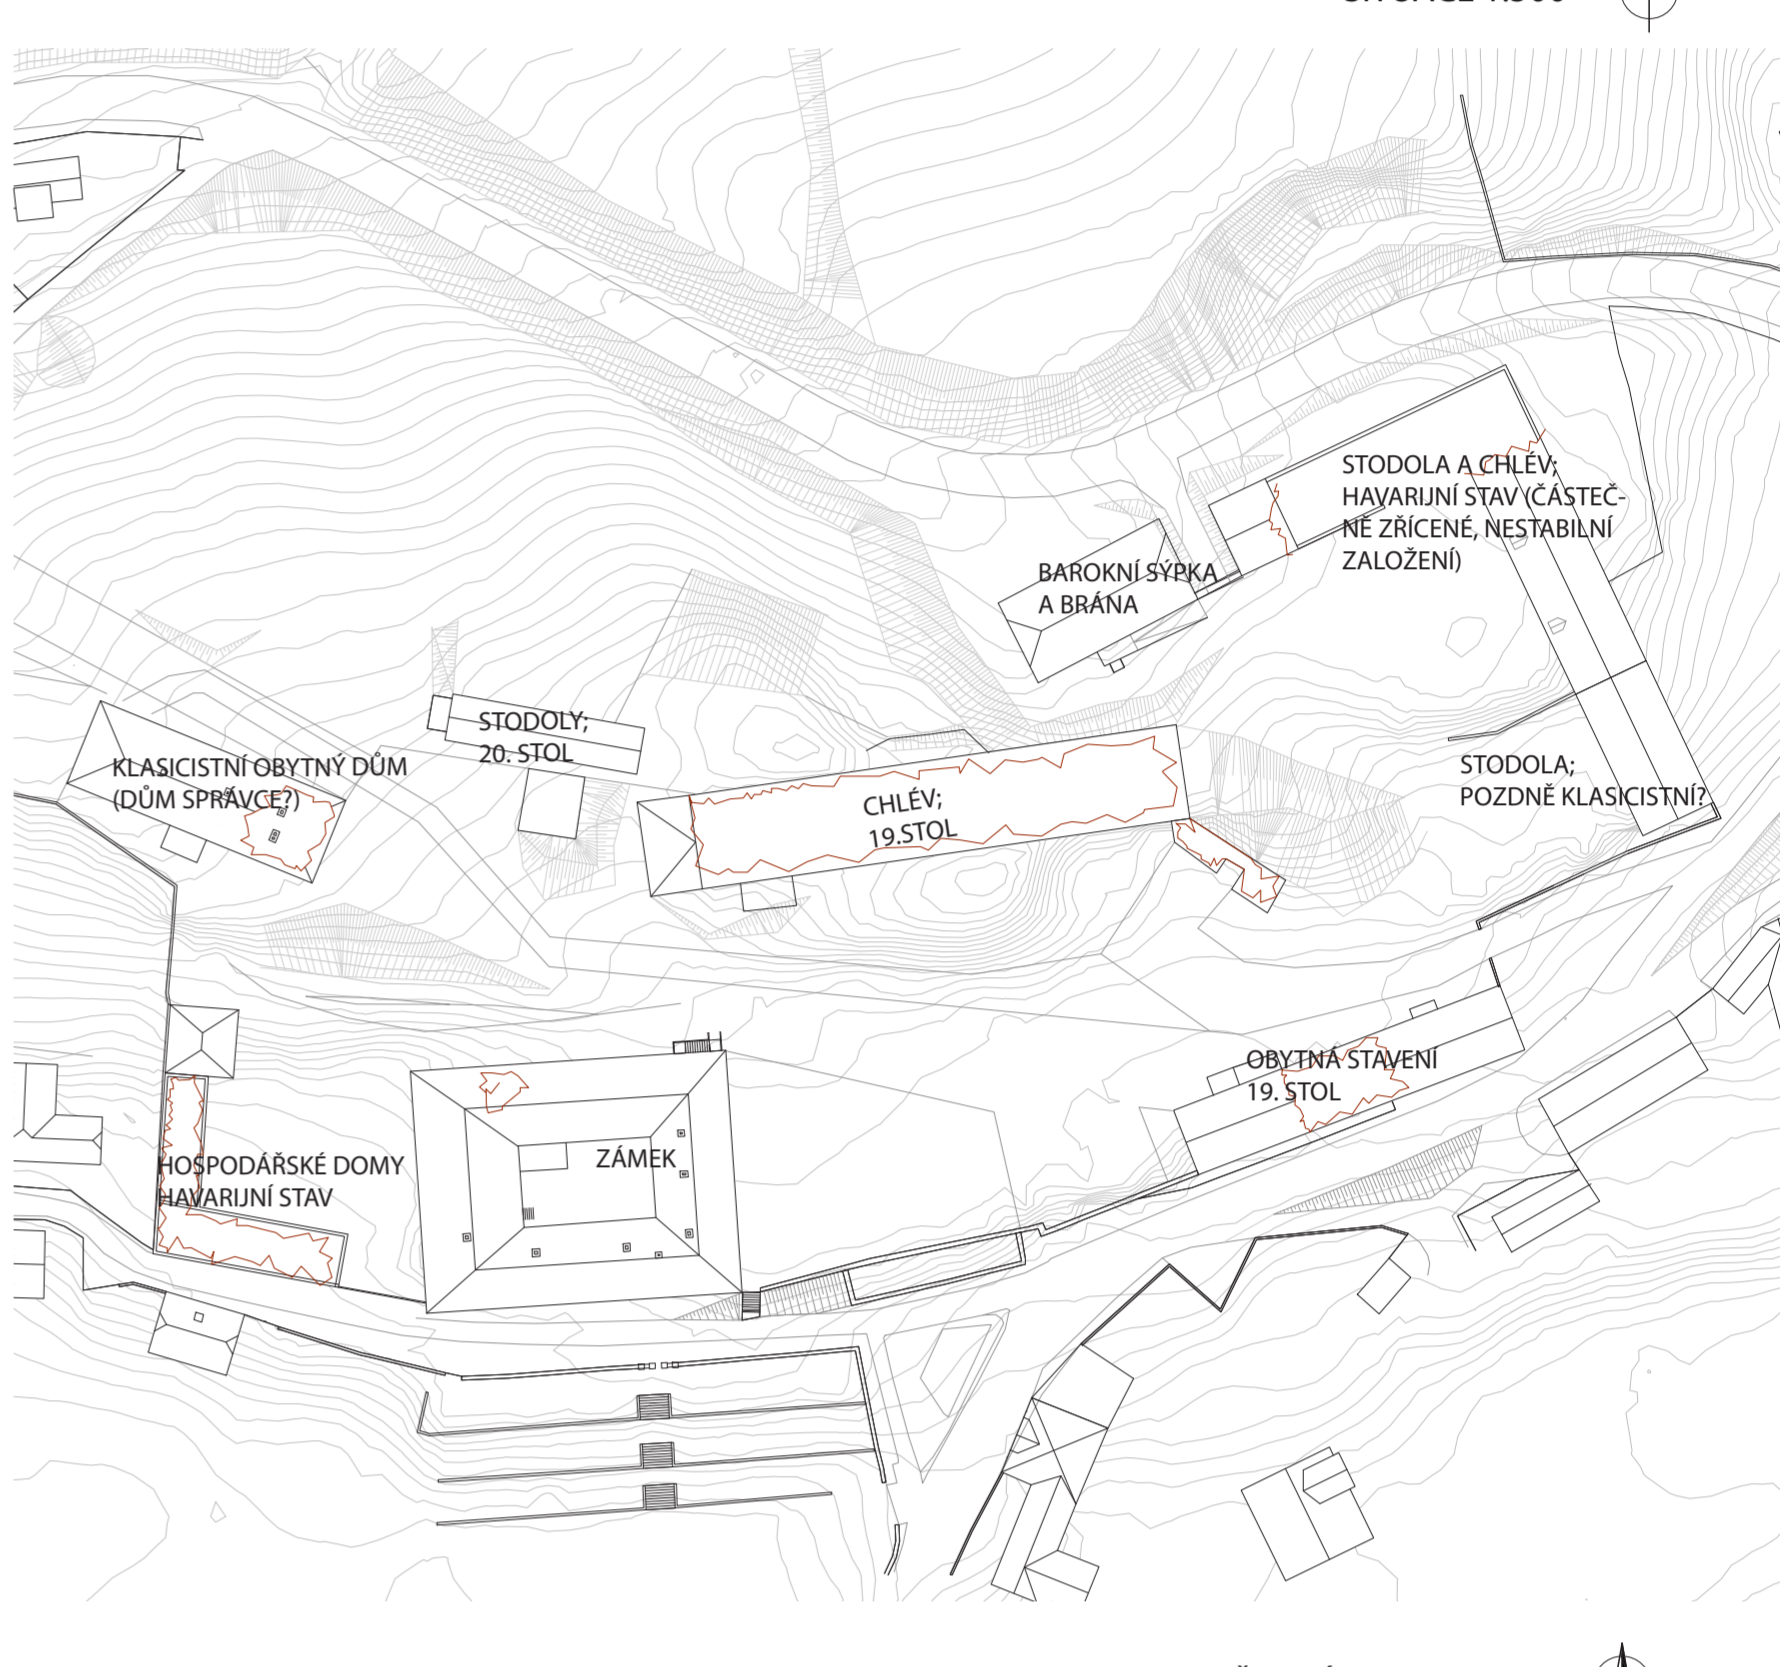 STODOLA A CHLÉV;
HAVARIJNÍ STAV (ČÁSTEČ-
NĚ ZŘÍCENÉ, NESTABILNÍ
ZALOŽENÍ)
BAROKNÍ SÝPKA
A BRÁNA
STODOLY;
20. STOL
KLASICISTNÍ OBYTNÝ DŮM
(DŮM SPRÁVCE?)
CHLÉV;
19.STOL
STODOLA;
POZDNĚ KLASICISTNÍ?
OBYTNÁ STAVENÍ
19. STOL
HOSPODÁŘSKÉ DOMY
HAVARIJNÍ STAV
ZÁMEK